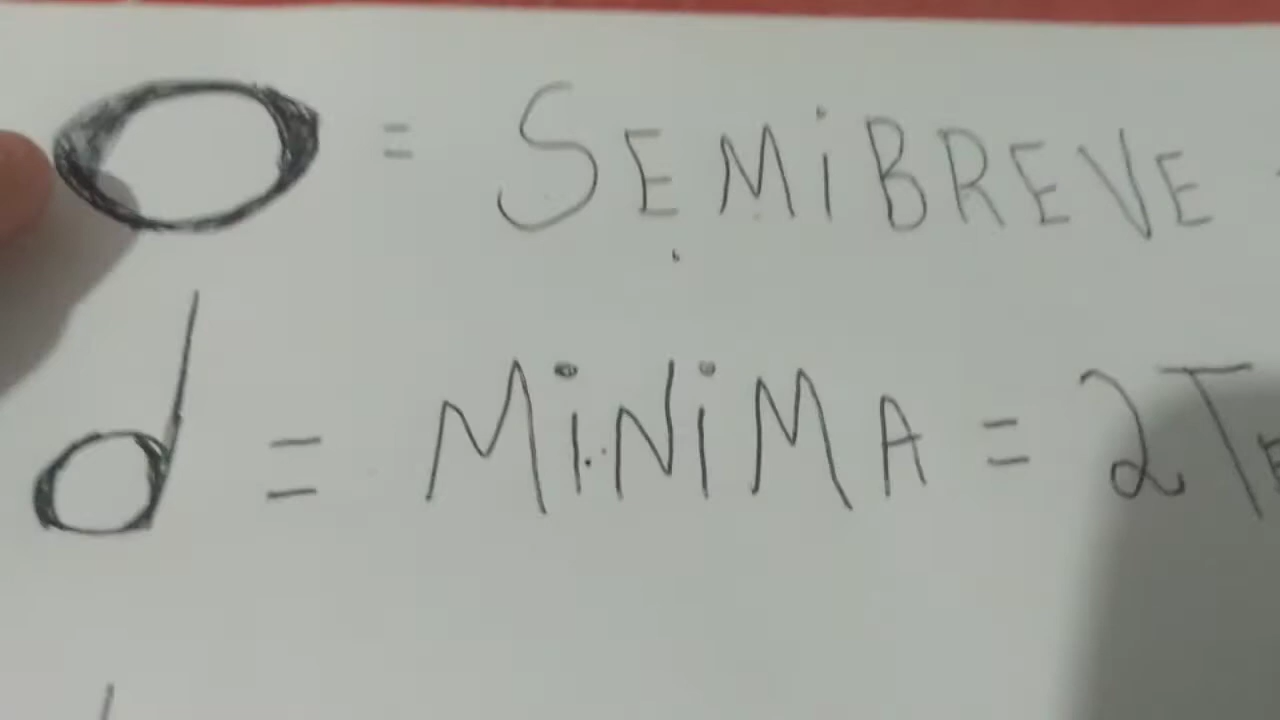 = SEMIBREVE
= MINIMA = 2